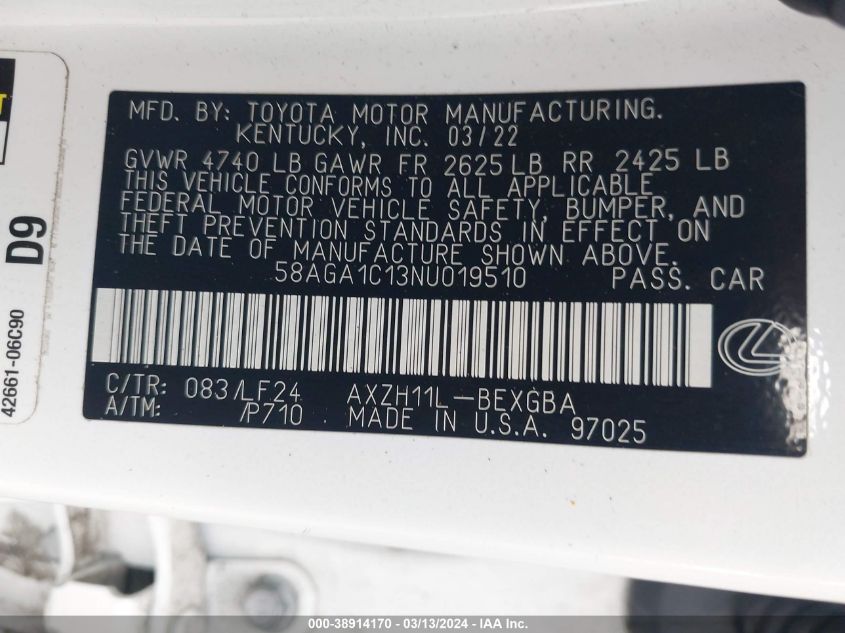 MFD. BY: TOYOTA MOTOR MANUFACTURING.
KENTUCKY, INC. 03/22
GVWR 4740 LB GAWR FR 2625 LB RR 2425 LB
THIS VEHICLE CONFORMS TO ALL APPLICABLE
FEDERAL MOTOR VEHICLE SAFETY, BUMPER, AND
THEFT PREVENTION STANDARDS IN EFFECT ON
THE DATE OF MANUFACTURE SHOWN ABOVE.
58AGA1C13NU019510 PASS. CAR
C/TR: 083/LF24 AXZH11L-BEXGBA
A/TM: /P710 MADE IN U.S.A. 97025
D9
42661-06C90
000-38914170 - 03/13/2024 - IAA Inc.